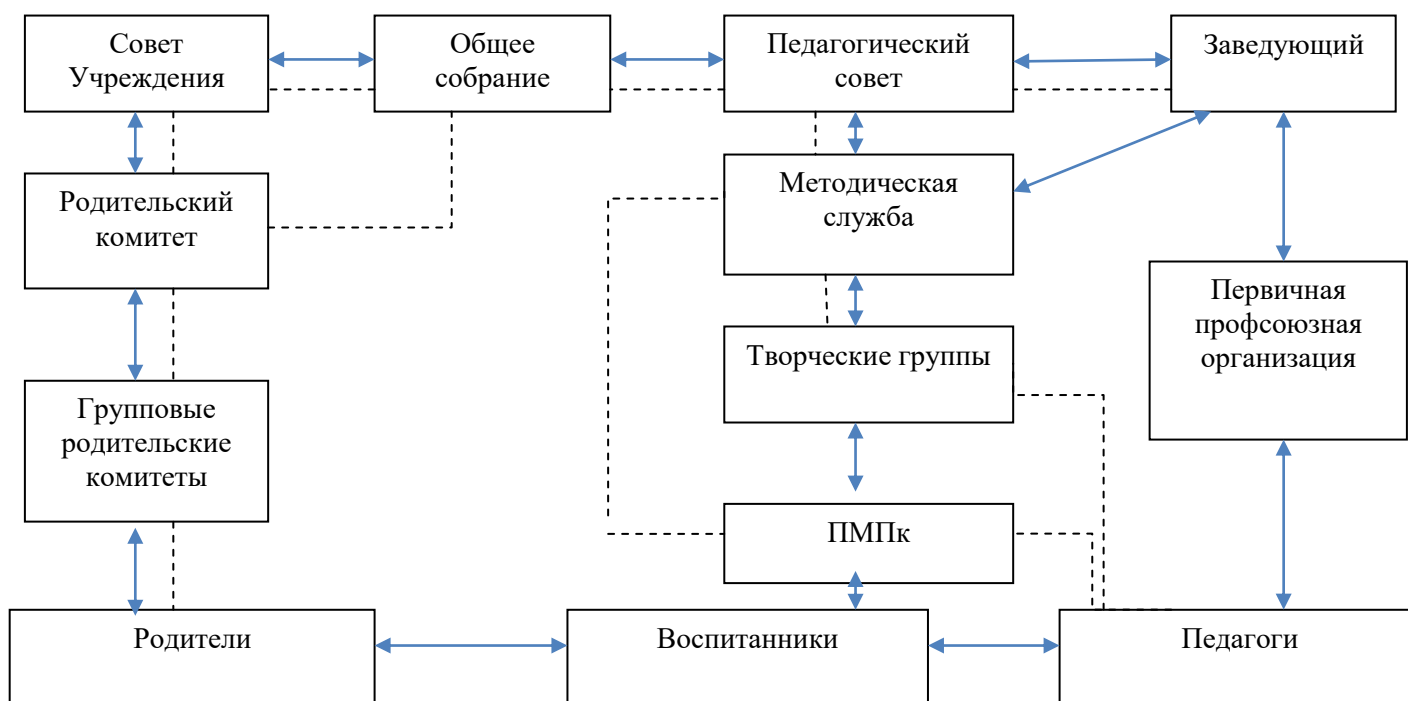 Совет
Учреждения
Общее
собрание
Педагогический
совет
Заведующий
Родительский
комитет
Методическая
служба
Первичная
профсоюзная
организация
Творческие группы
Групповые
родительские
комитеты
ПМПк
Родители
Воспитанники
Педагоги